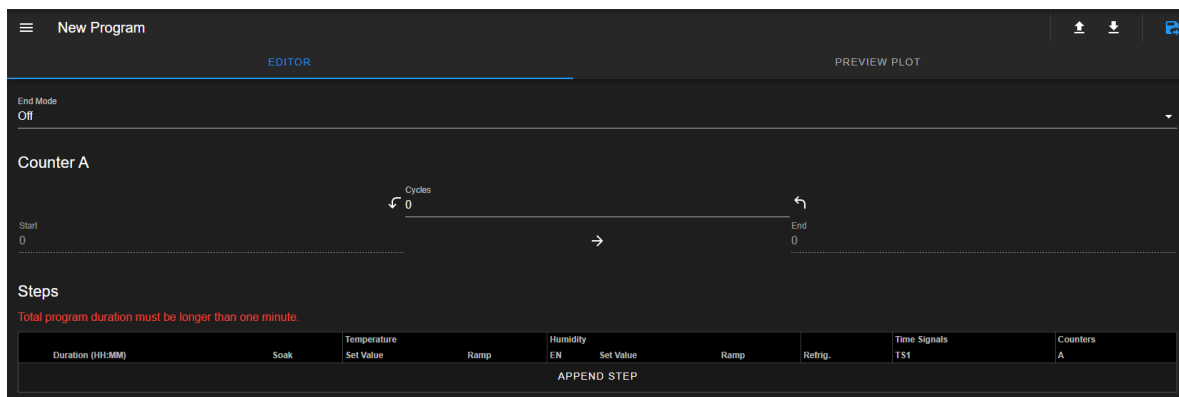 New Program
EDITOR
PREVIEW PLOT
End Mode
Off
Counter A
Cycles
0
Start
0
End
0
Steps
Total program duration must be longer than one minute.
Temperature Humidity Time Signals Counters
Duration (HH:MM) Soak Set Value Ramp EN Set Value Ramp Refrig. TS1 A
APPEND STEP